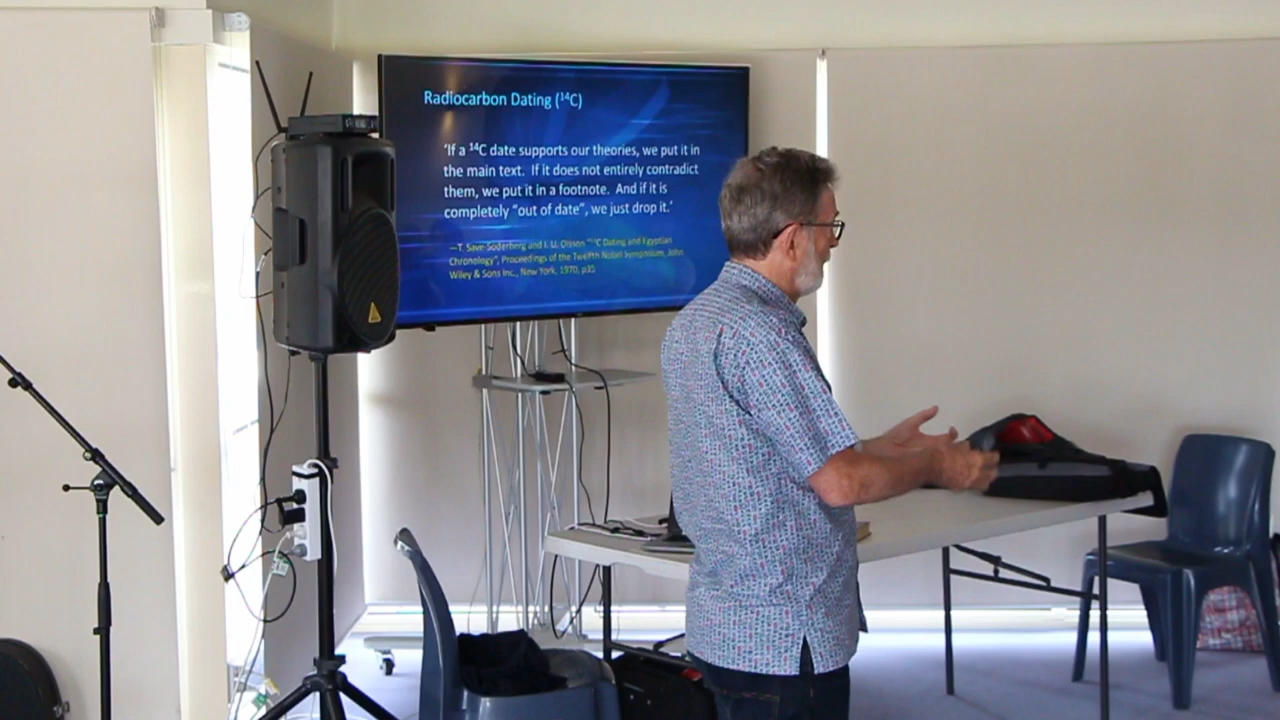 Radiocarbon Dating (¹⁴C)
‘If a ¹⁴C date supports our theories, we put it in
the main text. If it does not entirely contradict
them, we put it in a footnote. And if it is
completely “out of date”, we just drop it.’
—T. Save-Soderberg and I. U. Olsson “¹⁴C Dating and Egyptian
Chronology”, Proceedings of the Twelfth Nobel Symposium, John
Wiley & Sons Inc., New York, 1970, p35